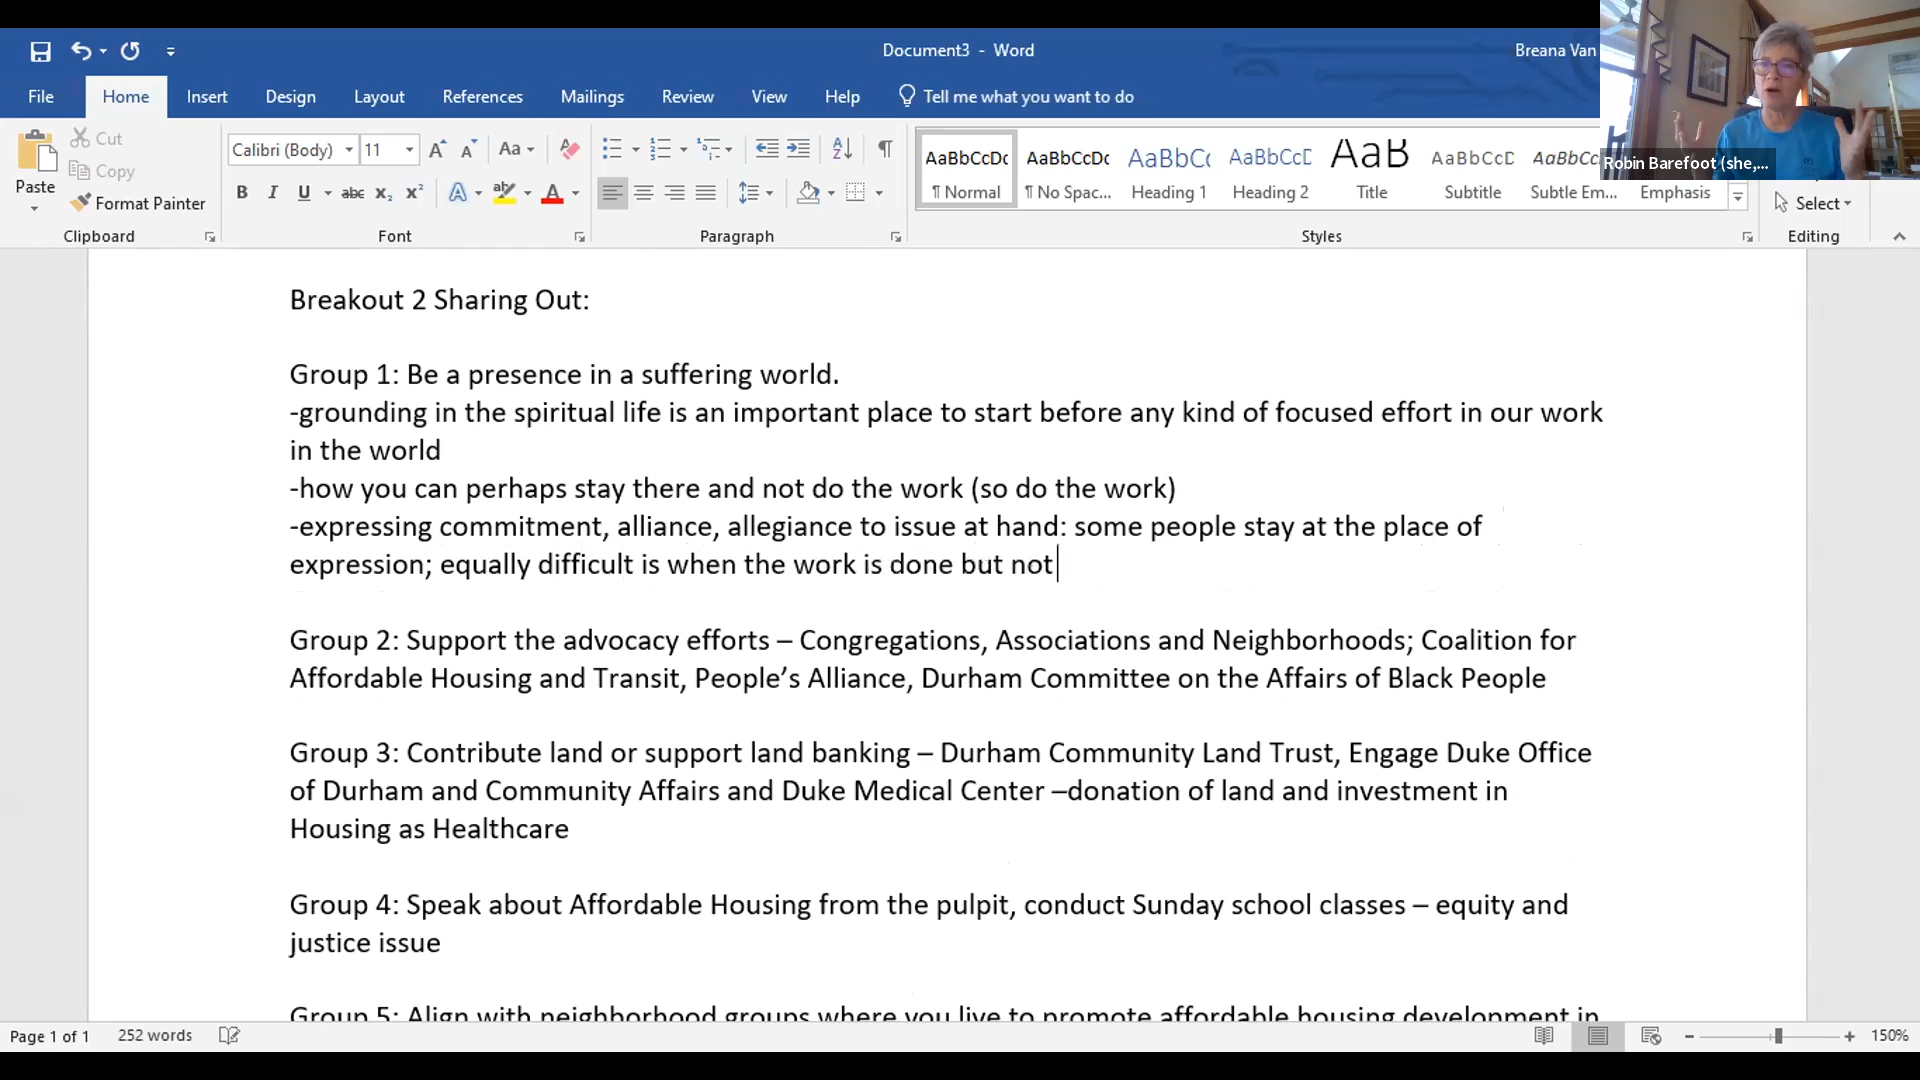 Document3 - Word
Breana Van
File Home Insert Design Layout References Mailings Review View Help Tell me what you want to do
Cut
Copy
Paste
Format Painter
Clipboard
Calibri (Body) 11
Aa
B I U abc x₂ x² A ab A
Font
Paragraph
AaBbCcDc AaBbCcDc AaBbC AaBbCcD AaB AaBbCcD AaBbCc
¶ Normal ¶ No Spac... Heading 1 Heading 2 Title Subtitle Subtle Em... Emphasis
Styles
Select
Editing
Robin Barefoot (she,...
Breakout 2 Sharing Out:
Group 1: Be a presence in a suffering world.
-grounding in the spiritual life is an important place to start before any kind of focused effort in our work
in the world
-how you can perhaps stay there and not do the work (so do the work)
-expressing commitment, alliance, allegiance to issue at hand: some people stay at the place of
expression; equally difficult is when the work is done but not
Group 2: Support the advocacy efforts – Congregations, Associations and Neighborhoods; Coalition for
Affordable Housing and Transit, People’s Alliance, Durham Committee on the Affairs of Black People
Group 3: Contribute land or support land banking – Durham Community Land Trust, Engage Duke Office
of Durham and Community Affairs and Duke Medical Center –donation of land and investment in
Housing as Healthcare
Group 4: Speak about Affordable Housing from the pulpit, conduct Sunday school classes – equity and
justice issue
Group 5: Align with neighborhood groups where you live to promote affordable housing development in
Page 1 of 1 252 words
150%